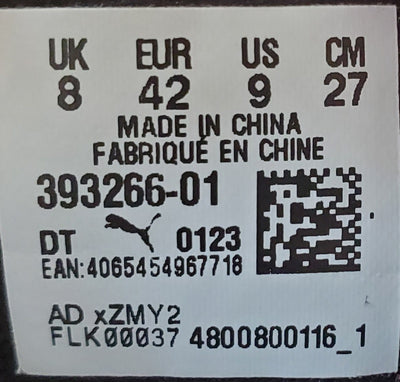 UK EUR US CM
8 42 9 27
MADE IN CHINA
FABRIQUÉ EN CHINE
393266-01
DT 0123
EAN:4065454967718
AD xZMY2
FLK00037 4800800116_1